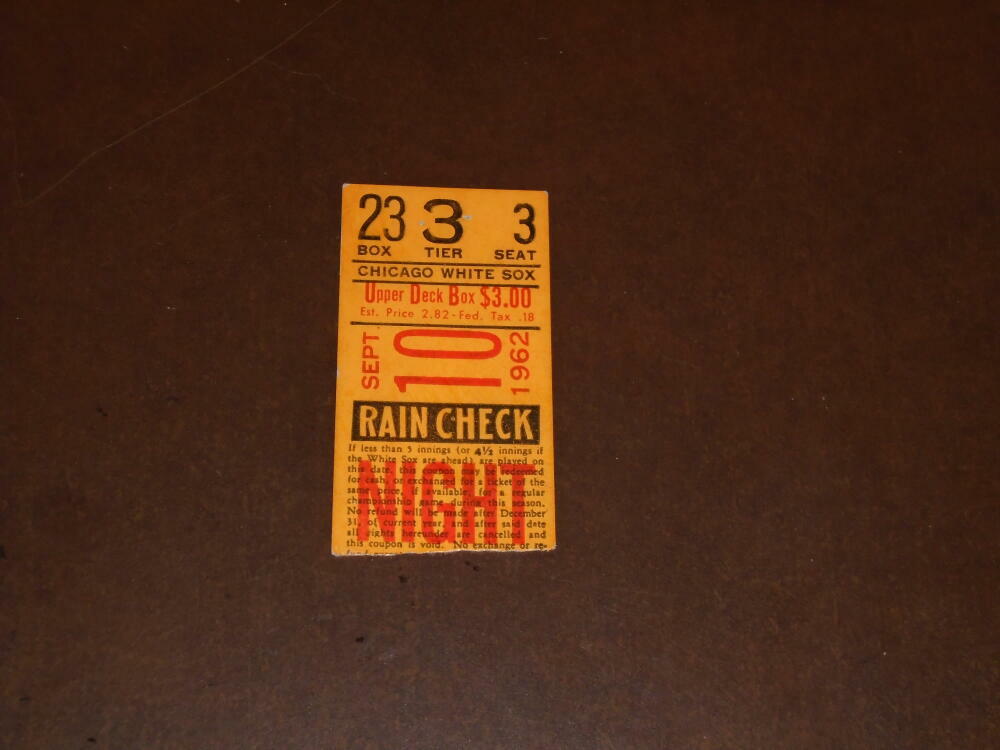 23 3 3
BOX TIER SEAT
CHICAGO WHITE SOX
Upper Deck Box $3.00
Est. Price 2.82-Fed. Tax .18
SEPT. 10 1962
RAIN CHECK
NIGHT
If less than 5 innings (or 4½ innings if
the White Sox are ahead) are played on
this date, this coupon may be redeemed
for cash, or exchanged for a ticket of the
same price, if available, for a regular
championship game during this season.
No refund will be made after December
31, of current year, and after said date
all rights hereunder are cancelled and
this coupon is void. No exchange or re-